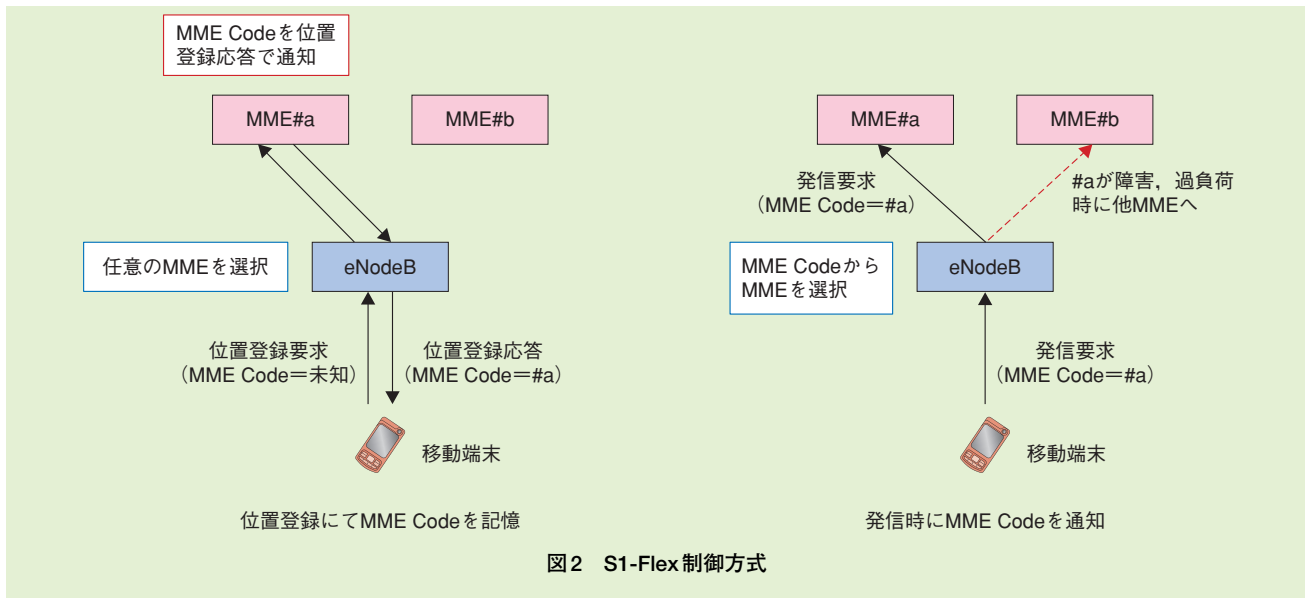 MME Codeを位置
登録応答で通知
MME#a
MME#b
任意のMMEを選択
eNodeB
位置登録要求
（MME Code＝未知）
位置登録応答
（MME Code＝#a）
移動端末
位置登録にてMME Codeを記憶
MME#a
MME#b
発信要求
（MME Code＝#a）
#aが障害，過負荷
時に他MMEへ
MME Codeから
MMEを選択
eNodeB
発信要求
（MME Code＝#a）
移動端末
発信時にMME Codeを通知
図2　S1-Flex制御方式